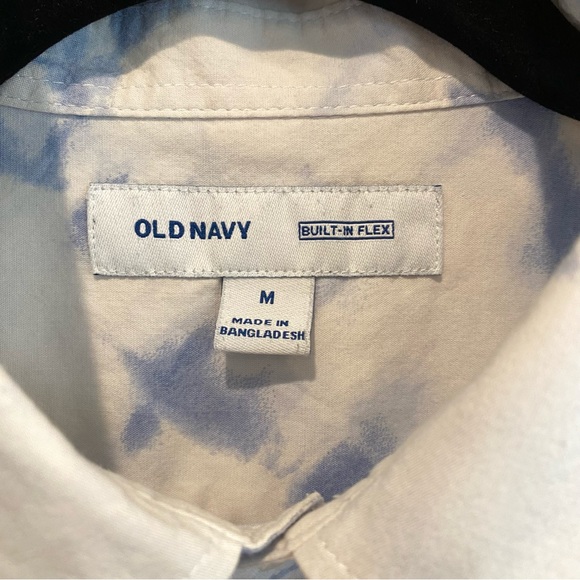 OLD NAVY BUILT-IN FLEX
M
MADE IN
BANGLADESH